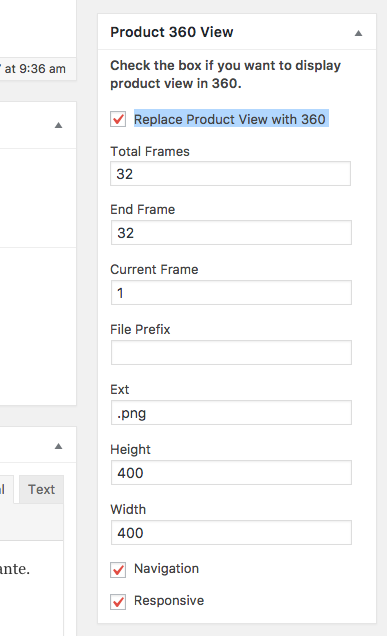 Product 360 View
Check the box if you want to display
product view in 360.
Replace Product View with 360
Total Frames
32
End Frame
32
Current Frame
1
File Prefix
Ext
.png
Height
400
Width
400
Navigation
Responsive
at 9:36 am
Text